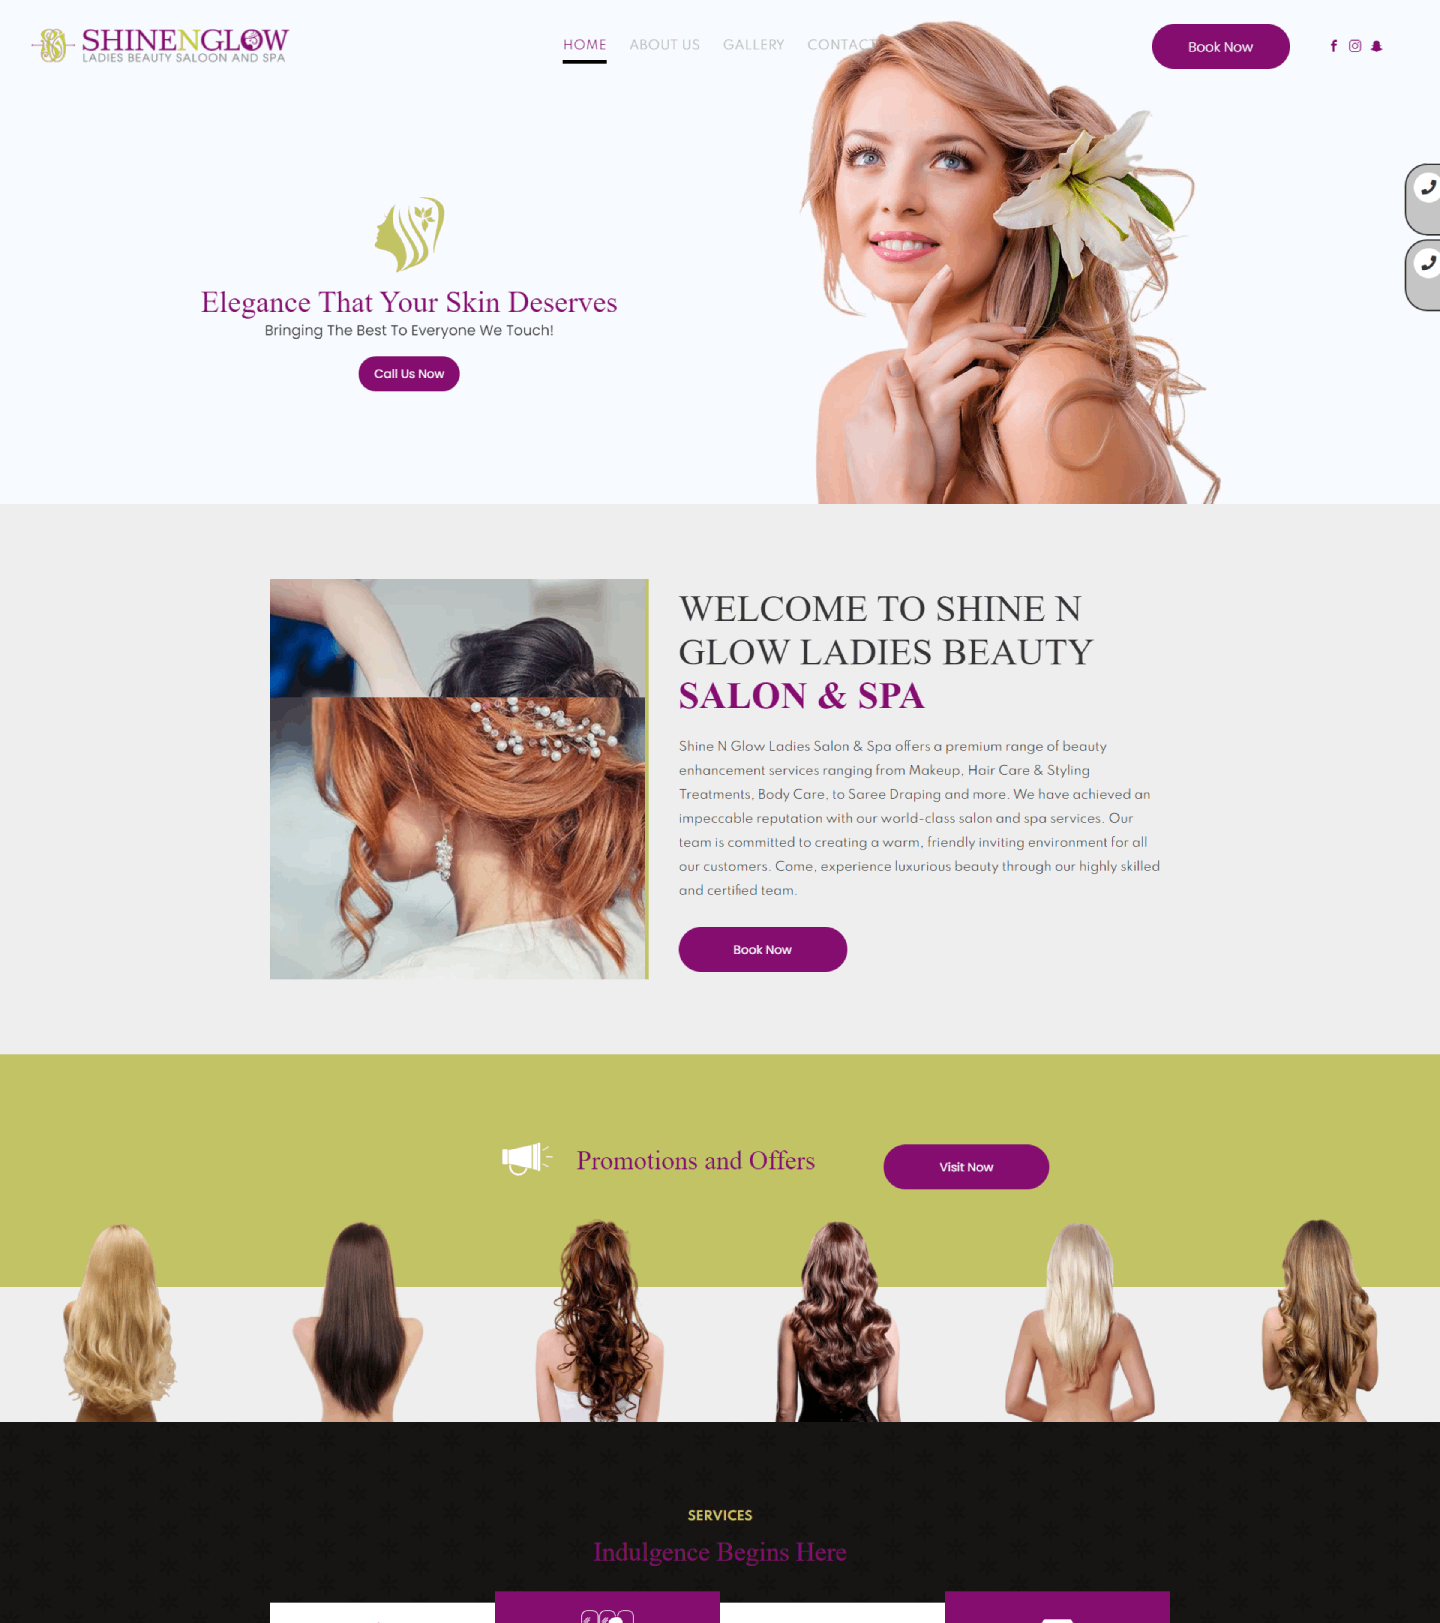 SHINENGLOW
LADIES BEAUTY SALOON AND SPA
HOME ABOUT US GALLERY CONTACT
Book Now
Elegance That Your Skin Deserves
Bringing The Best To Everyone We Touch!
Call Us Now
WELCOME TO SHINE N
GLOW LADIES BEAUTY
SALON & SPA
Shine N Glow Ladies Salon & Spa offers a premium range of beauty
enhancement services ranging from Makeup, Hair Care & Styling
Treatments, Body Care, to Saree Draping and more. We have achieved an
impeccable reputation with our world-class salon and spa services. Our
team is committed to creating a warm, friendly inviting environment for all
our customers. Come, experience luxurious beauty through our highly skilled
and certified team.
Book Now
Promotions and Offers
Visit Now
SERVICES
Indulgence Begins Here